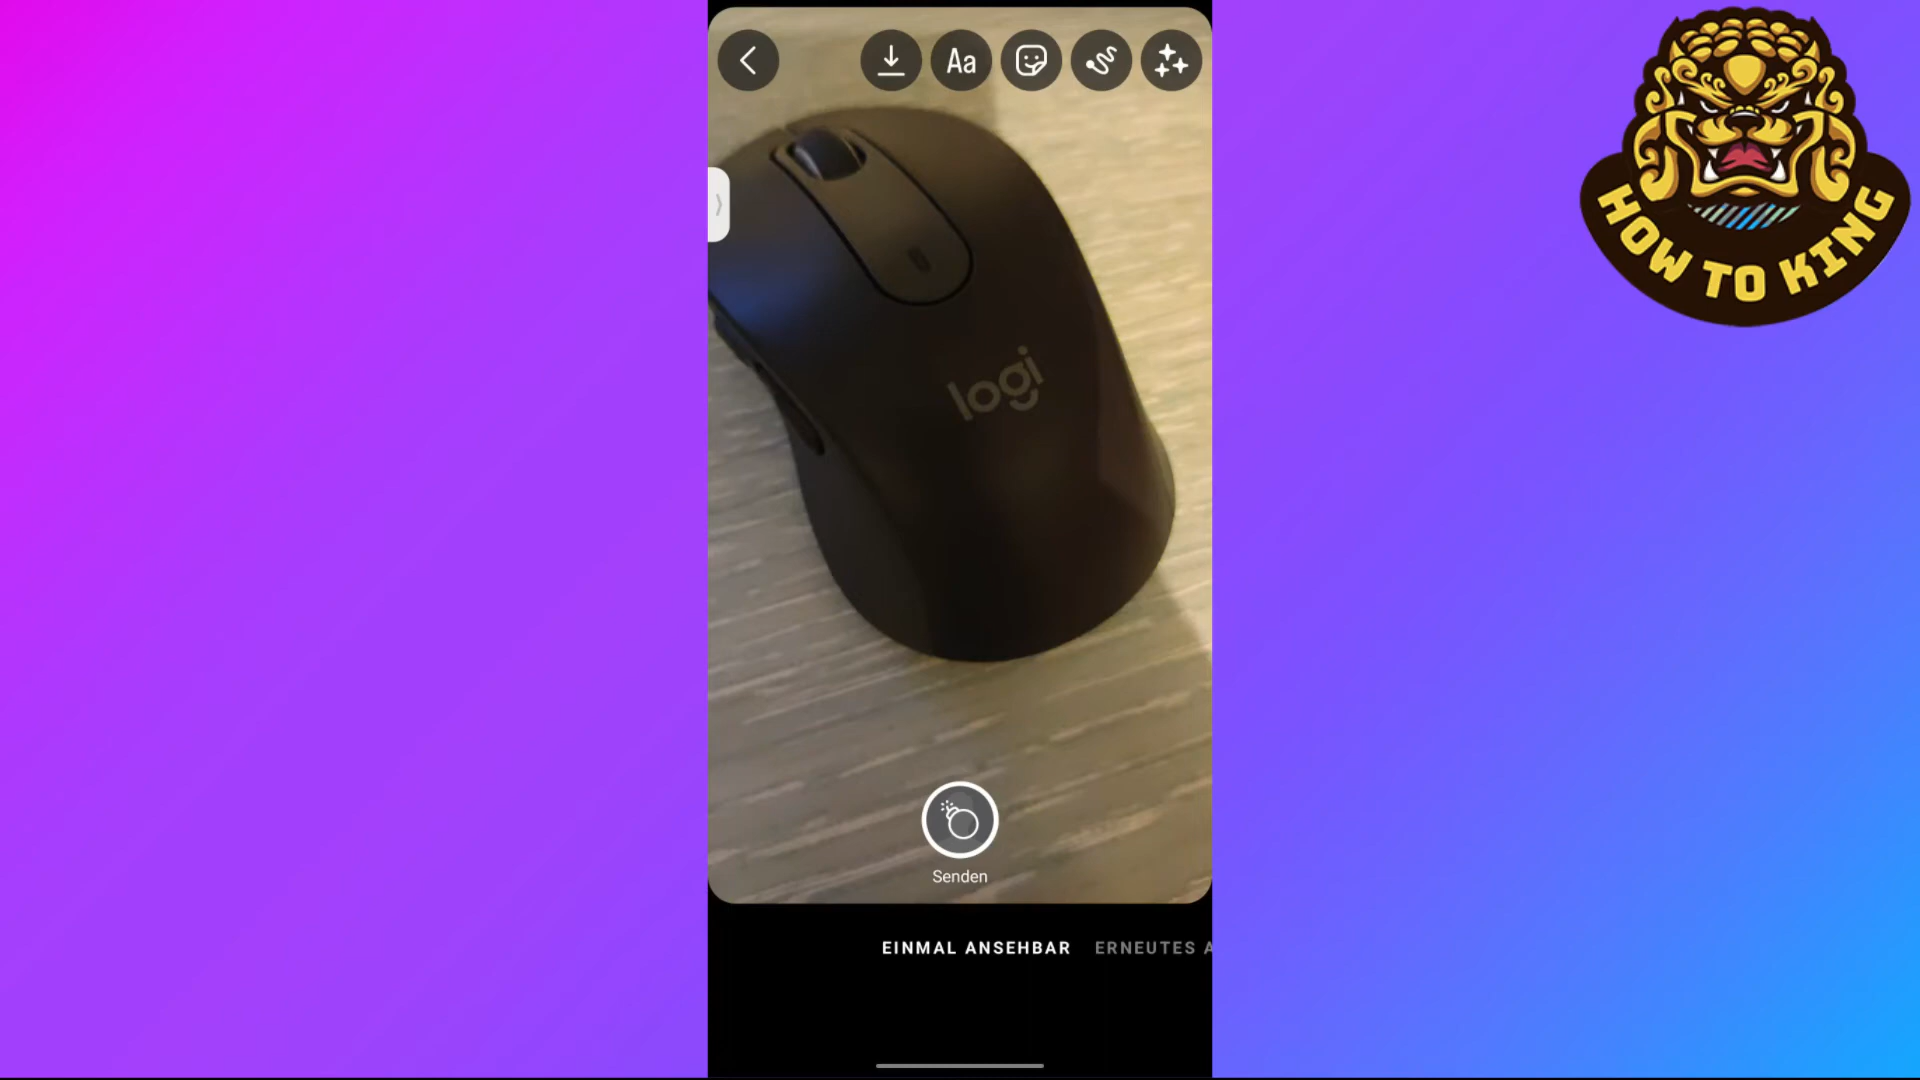 Aa
HOW TO KING
logi
Senden
EINMAL ANSEHBAR ERNEUTES A